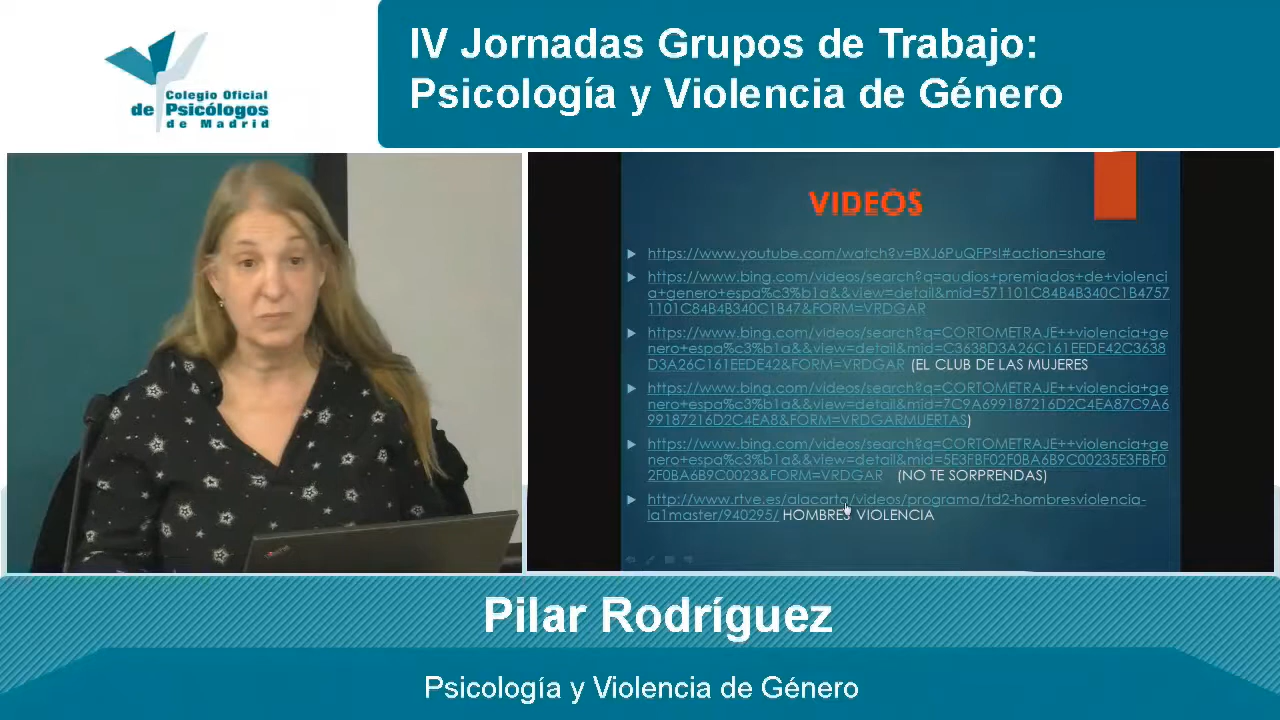 Colegio Oficial
de Psicólogos
de Madrid
IV Jornadas Grupos de Trabajo:
Psicología y Violencia de Género
VIDEOS
https://www.youtube.com/watch?v=BXJ6PuQFPsI#action=share
https://www.bing.com/videos/search?q=audios+premiados+de+violenci
a+genero+espa%c3%b1a&&view=detail&mid=571101C84B4B340C1B4757
1101C84B4B340C1B47&FORM=VRDGAR
https://www.bing.com/videos/search?q=CORTOMETRAJE++violencia+ge
nero+espa%c3%b1a&&view=detail&mid=C3638D3A26C161EEDE42C3638
D3A26C161EEDE42&FORM=VRDGAR (EL CLUB DE LAS MUJERES
https://www.bing.com/videos/search?q=CORTOMETRAJE++violencia+ge
nero+espa%c3%b1a&&view=detail&mid=7C9A699187216D2C4EA87C9A6
99187216D2C4EA8&FORM=VRDGARMUERTAS)
https://www.bing.com/videos/search?q=CORTOMETRAJE++violencia+ge
nero+espa%c3%b1a&&view=detail&mid=5E3FBF02F0BA6B9C00235E3FBF0
2F0BA6B9C0023&FORM=VRDGAR (NO TE SORPRENDAS)
http://www.rtve.es/alacarta/videos/programa/td2-hombresviolencia-
la1master/940295/ HOMBRES VIOLENCIA
Pilar Rodríguez
Psicología y Violencia de Género